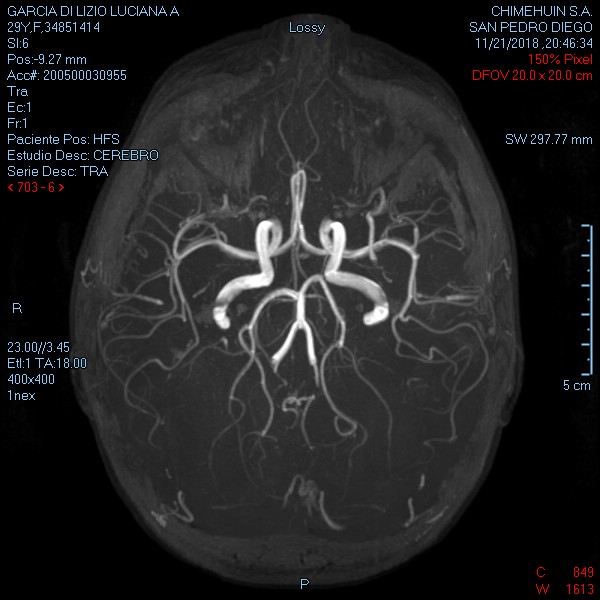 GARCIA DI LIZIO LUCIANA A
29Y,F,34851414
Sl:6
Pos:-9.27 mm
Acc#: 200500030955
Tra
Ec:1
Fr:1
Paciente Pos: HFS
Estudio Desc: CEREBRO
Serie Desc: TRA
< 703 - 6 >
Lossy
CHIMEHUIN S.A.
SAN PEDRO DIEGO
11/21/2018 ,20:46:34
150% Pixel
DFOV 20.0 x 20.0 cm
SW 297.77 mm
R
23.00//3.45
Etl:1 TA:18.00
400x400
1nex
5 cm
P
C 849
W 1613